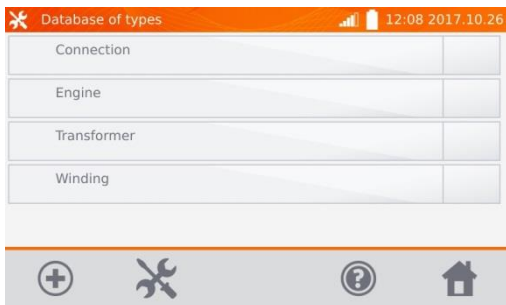 Database of types 12:08 2017.10.26
Connection
Engine
Transformer
Winding